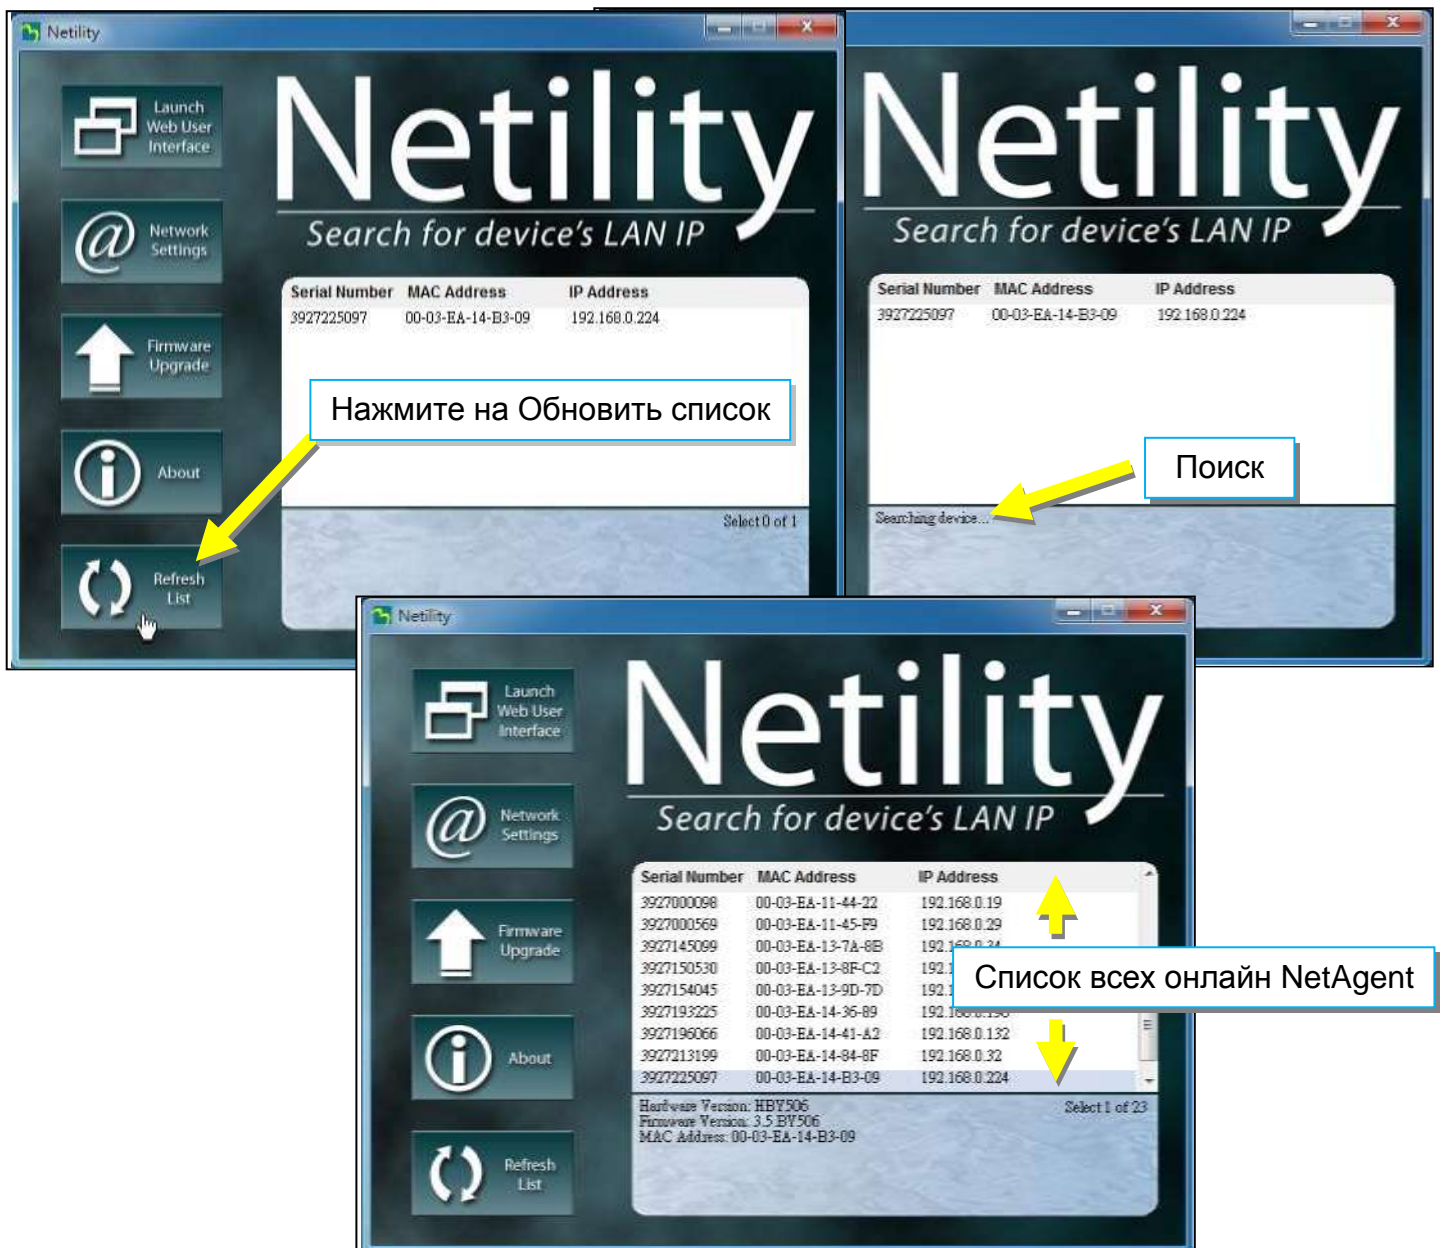 Netility
Launch
Web User
Interface
Network
Settings
Firmware
Upgrade
About
Refresh
List
Netility
Search for device's LAN IP
Serial Number MAC Address IP Address
3927225097 00-03-EA-14-B3-09 192.168.0.224
Нажмите на Обновить список
Select 0 of 1
Netility
Search for device's LAN IP
Serial Number MAC Address IP Address
3927225097 00-03-EA-14-B3-09 192.168.0.224
Поиск
Searching device...
Netility
Launch
Web User
Interface
Network
Settings
Firmware
Upgrade
About
Refresh
List
Netility
Search for device's LAN IP
Serial Number MAC Address IP Address
3927000098 00-03-EA-11-44-22 192.168.0.19
3927000569 00-03-EA-11-45-F9 192.168.0.29
3927145099 00-03-EA-13-7A-8B 192.168.0.34
3927150530 00-03-EA-13-8F-C2
3927154045 00-03-EA-13-9D-7D
3927193225 00-03-EA-14-36-89
3927196066 00-03-EA-14-41-A2 192.168.0.132
3927213199 00-03-EA-14-84-8F 192.168.0.32
3927225097 00-03-EA-14-B3-09 192.168.0.224
Список всех онлайн NetAgent
Hardware Version: HBY506
Firmware Version: 3.5.BY506
MAC Address: 00-03-EA-14-B3-09
Select 1 of 23